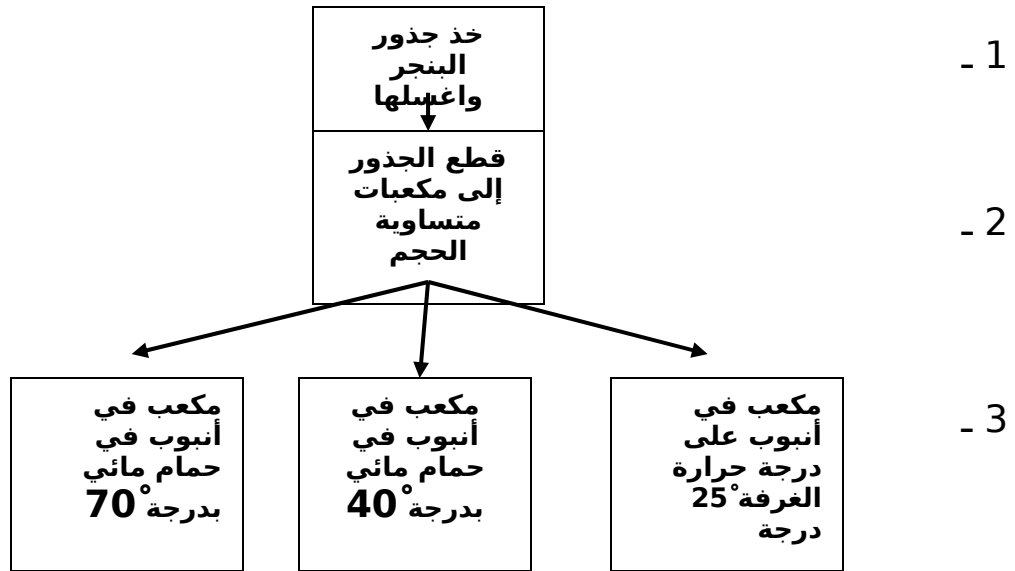 1 ـ
خذ جذور
البنجر
واغسلها
2 ـ
قطع الجذور
إلى مكعبات
متساوية
الحجم
3 ـ
مكعب في
أنبوب على
درجة حرارة
الغرفة ْ25
درجة
مكعب في
أنبوب في
حمام مائي
بدرجة ْ40
مكعب في
أنبوب في
حمام مائي
بدرجة ْ70